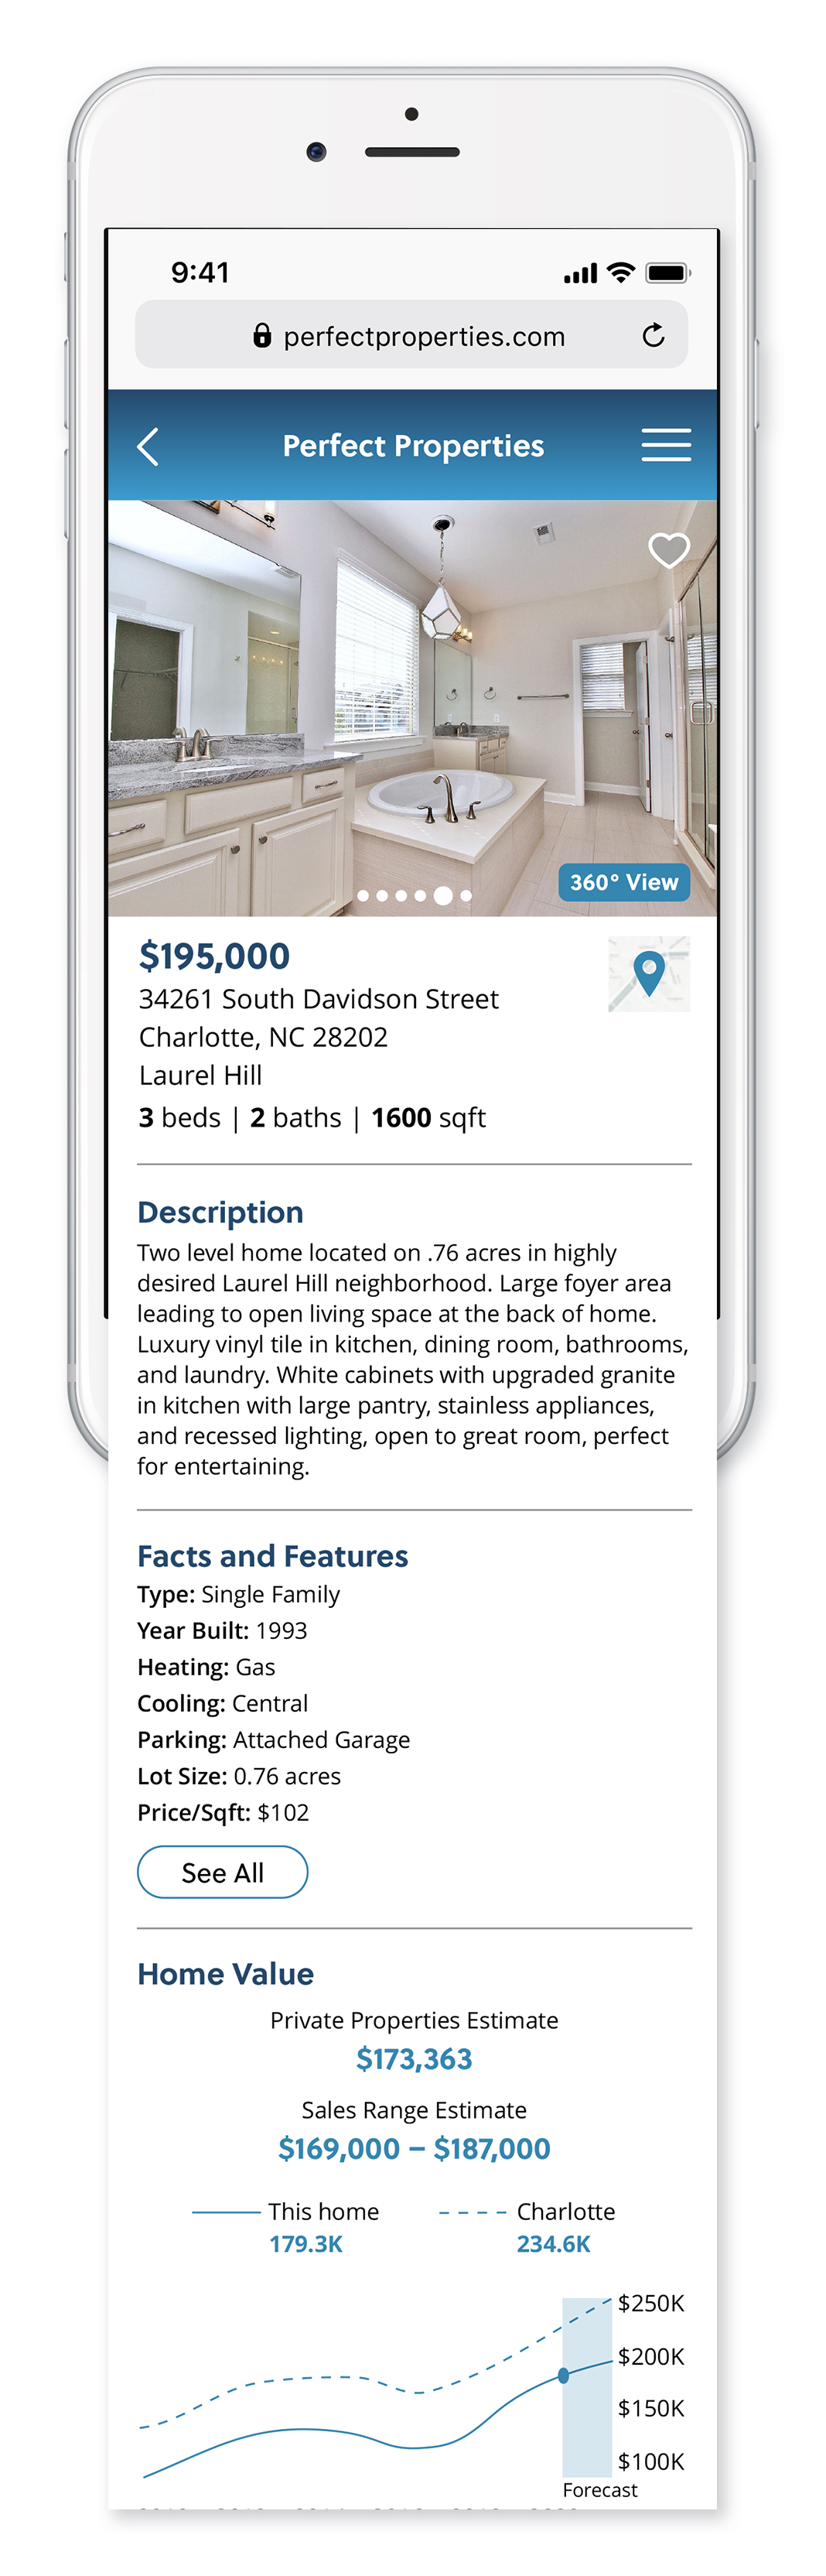 9:41
perfectproperties.com
Perfect Properties
360° View
$195,000
34261 South Davidson Street
Charlotte, NC 28202
Laurel Hill
3 beds | 2 baths | 1600 sqft
Description
Two level home located on .76 acres in highly
desired Laurel Hill neighborhood. Large foyer area
leading to open living space at the back of home.
Luxury vinyl tile in kitchen, dining room, bathrooms,
and laundry. White cabinets with upgraded granite
in kitchen with large pantry, stainless appliances,
and recessed lighting, open to great room, perfect
for entertaining.
Facts and Features
Type: Single Family
Year Built: 1993
Heating: Gas
Cooling: Central
Parking: Attached Garage
Lot Size: 0.76 acres
Price/Sqft: $102
See All
Home Value
Private Properties Estimate
$173,363
Sales Range Estimate
$169,000 – $187,000
This home
179.3K
Charlotte
234.6K
$250K
$200K
$150K
$100K
Forecast